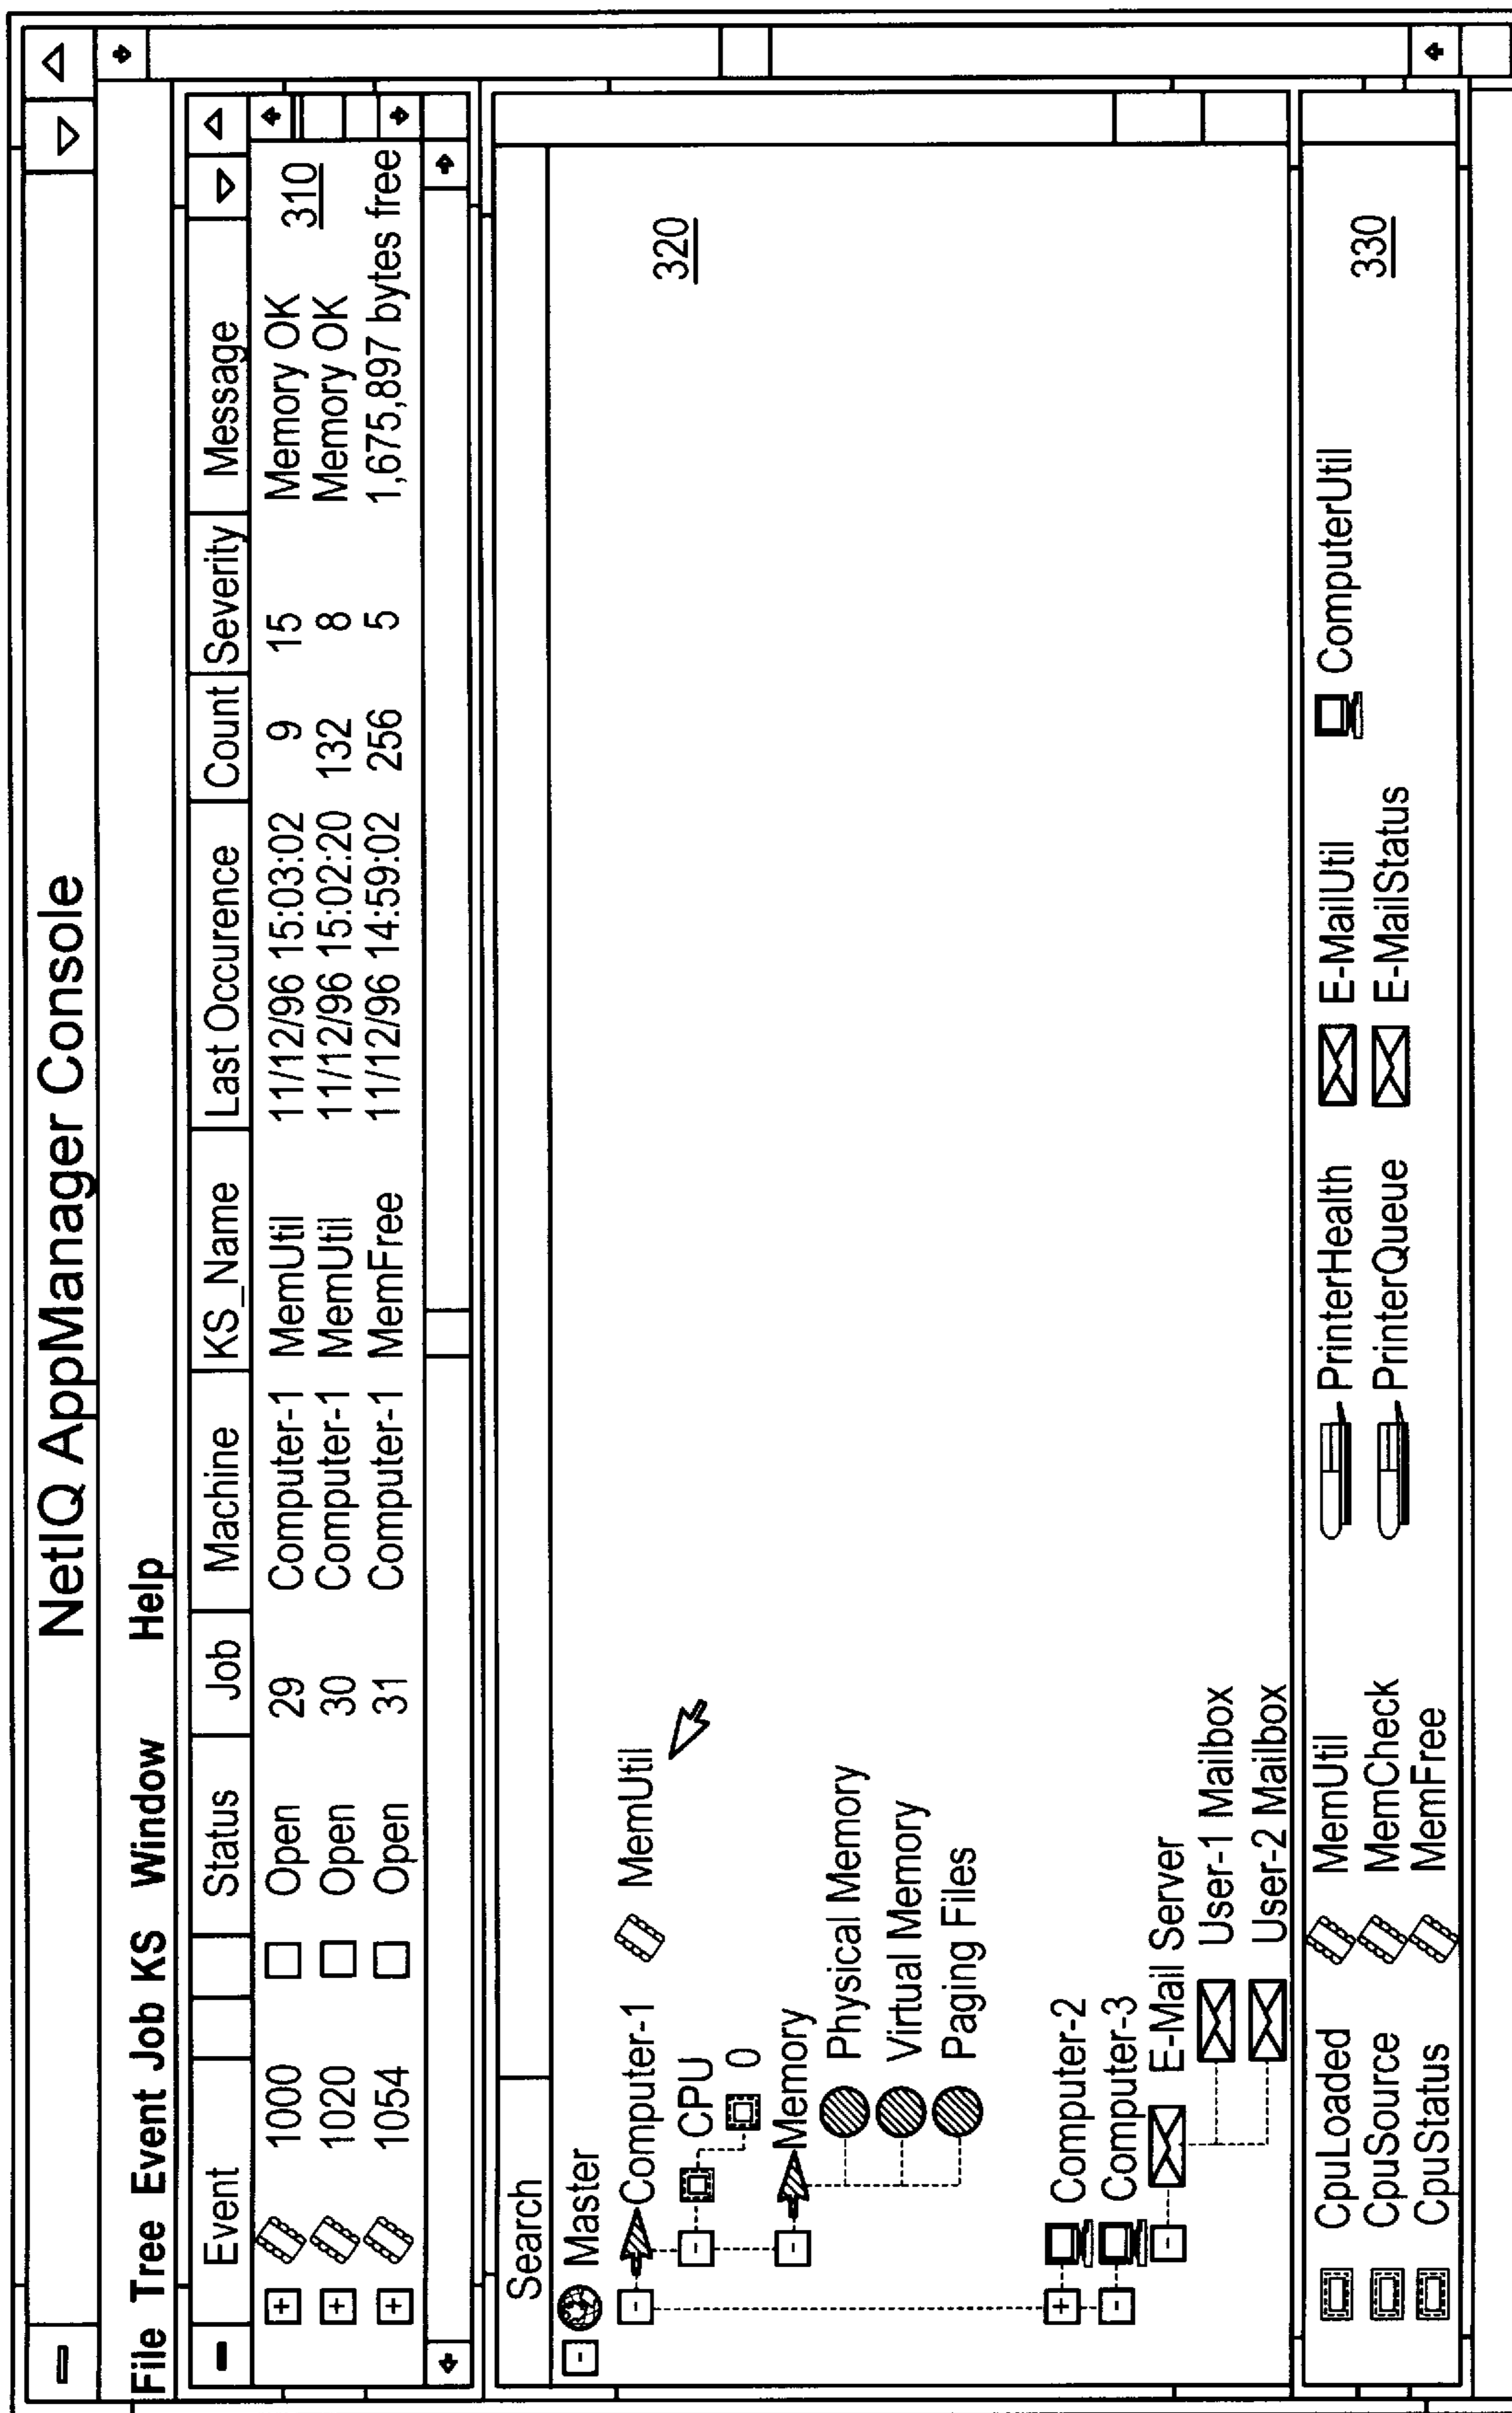 NetIQ AppManager Console
File Tree Event Job KS Window Help
Event Status Job Machine KS_Name Last Occurence Count Severity Message
+ 1000 Open 29 Computer-1 MemUtil 11/12/96 15:03:02 9 15 Memory OK
+ 1020 Open 30 Computer-1 MemUtil 11/12/96 15:02:20 132 8 Memory OK
+ 1054 Open 31 Computer-1 MemFree 11/12/96 14:59:02 256 5 1,675,897 bytes free
310
Search
- Master
- Computer-1 MemUtil
320
- CPU
0
- Memory
Physical Memory
Virtual Memory
Paging Files
+ Computer-2
- Computer-3
- E-Mail Server
User-1 Mailbox
User-2 Mailbox
CpuLoaded MemUtil PrinterHealth E-MailUtil ComputerUtil
CpuSource MemCheck PrinterQueue E-MailStatus
CpuStatus MemFree
330